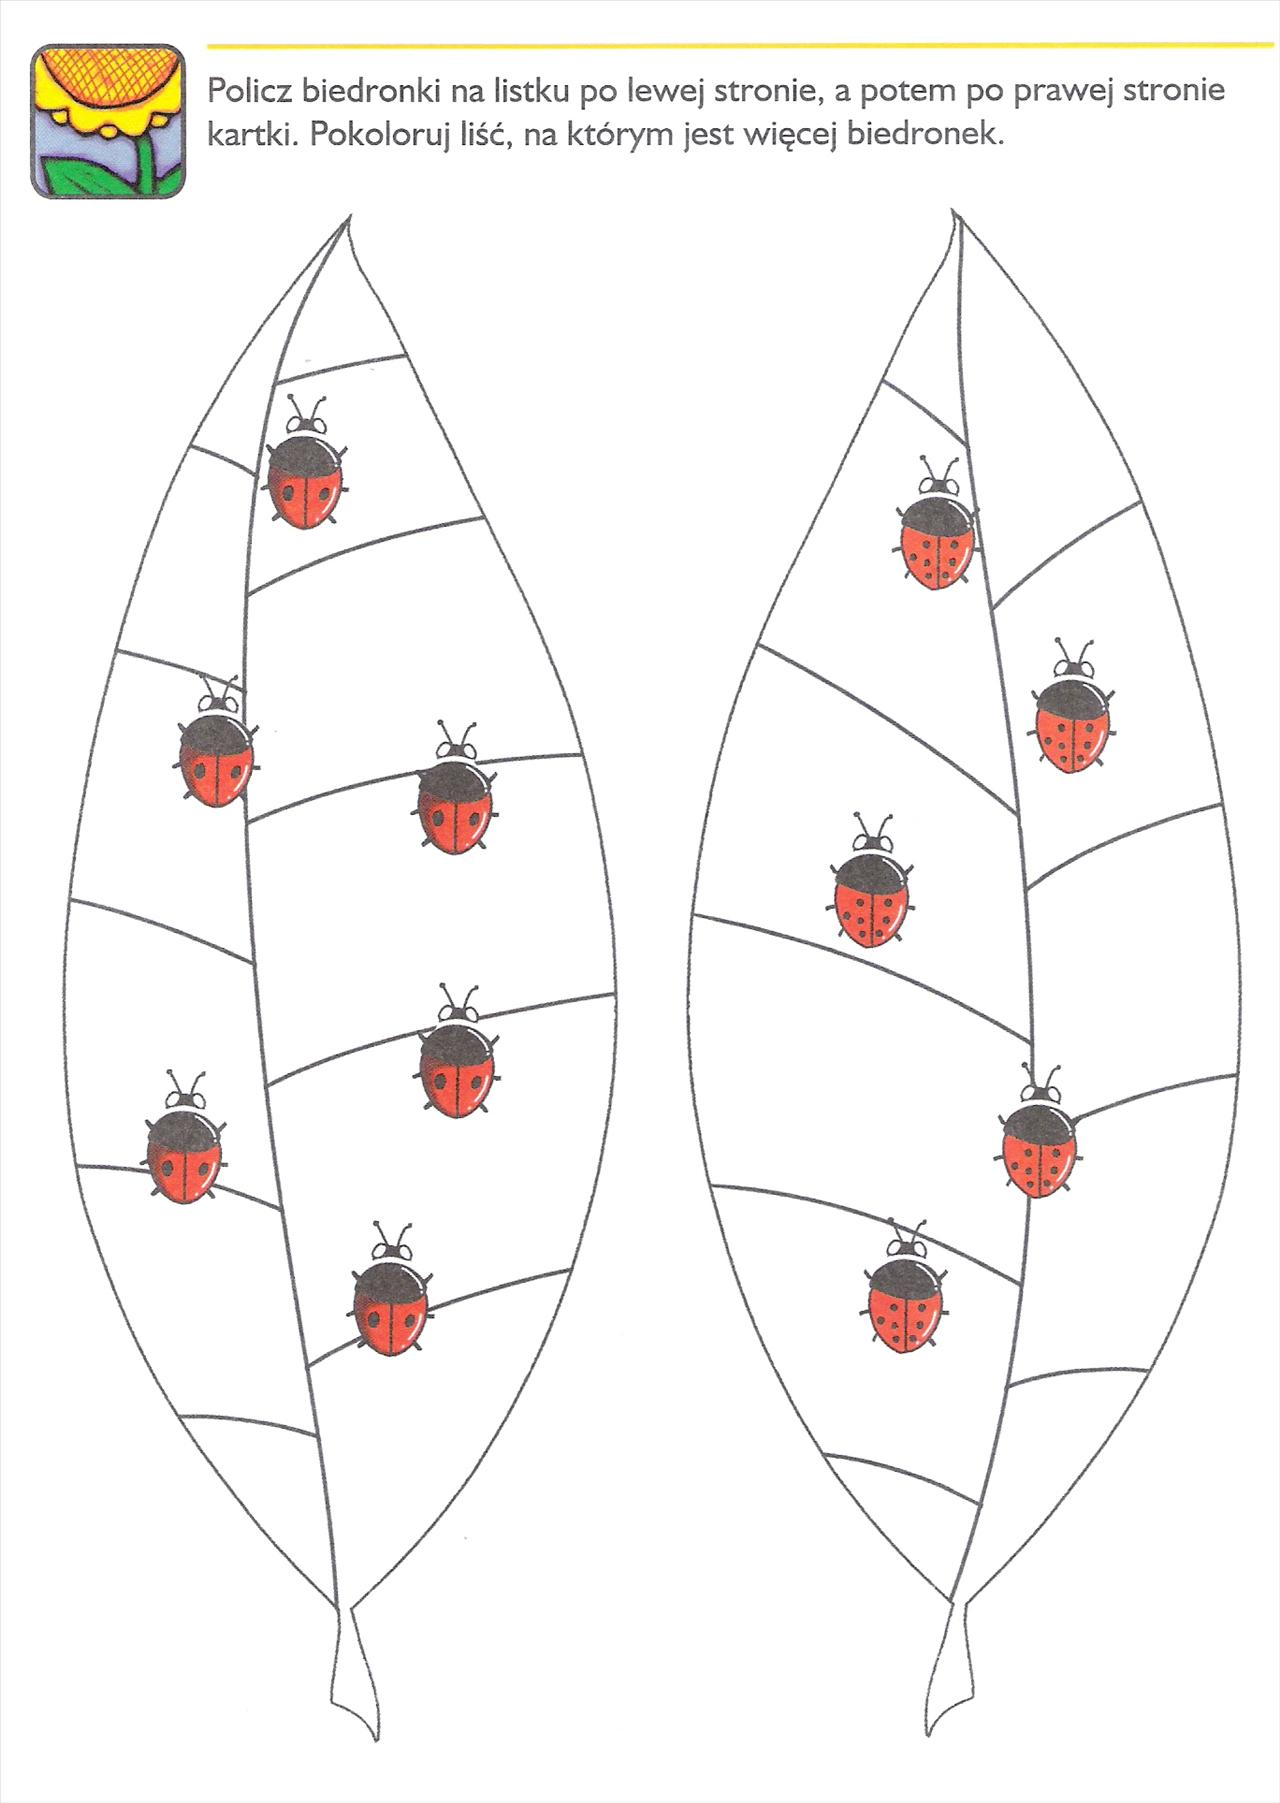 Policz biedronki na listku po lewej stronie, a potem po prawej stronie
kartki. Pokoloruj liść, na którym jest więcej biedronek.